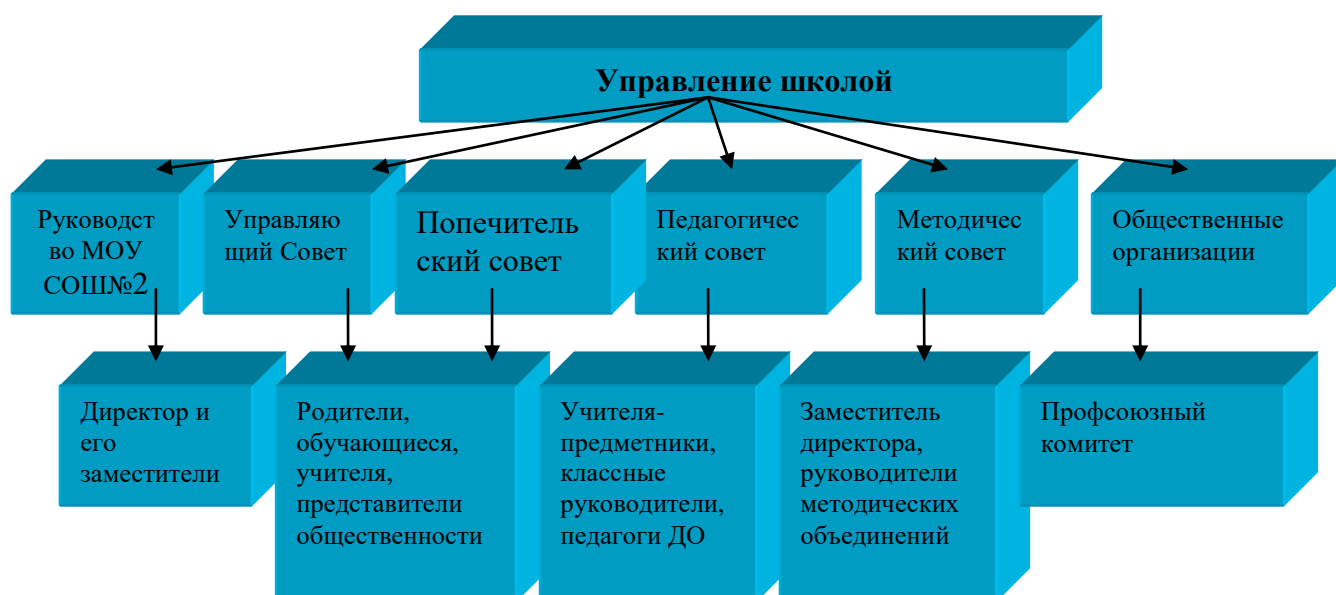 Управление школой
Руководст
во МОУ
СОШ№2
Управляю
щий Совет
Попечитель
ский совет
Педагогичес
кий совет
Методичес
кий совет
Общественные
организации
Директор и
его
заместители
Родители,
обучающиеся,
учителя,
представители
общественности
Учителя-
предметники,
классные
руководители,
педагоги ДО
Заместитель
директора,
руководители
методических
объединений
Профсоюзный
комитет